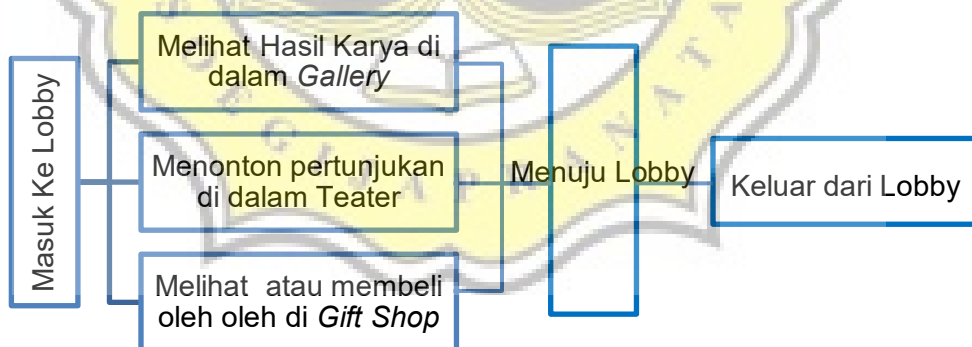 Masuk Ke Lobby
Melihat Hasil Karya di
dalam Gallery
Menonton pertunjukan
di dalam Teater
Melihat atau membeli
oleh oleh di Gift Shop
Menuju Lobby
Keluar dari Lobby